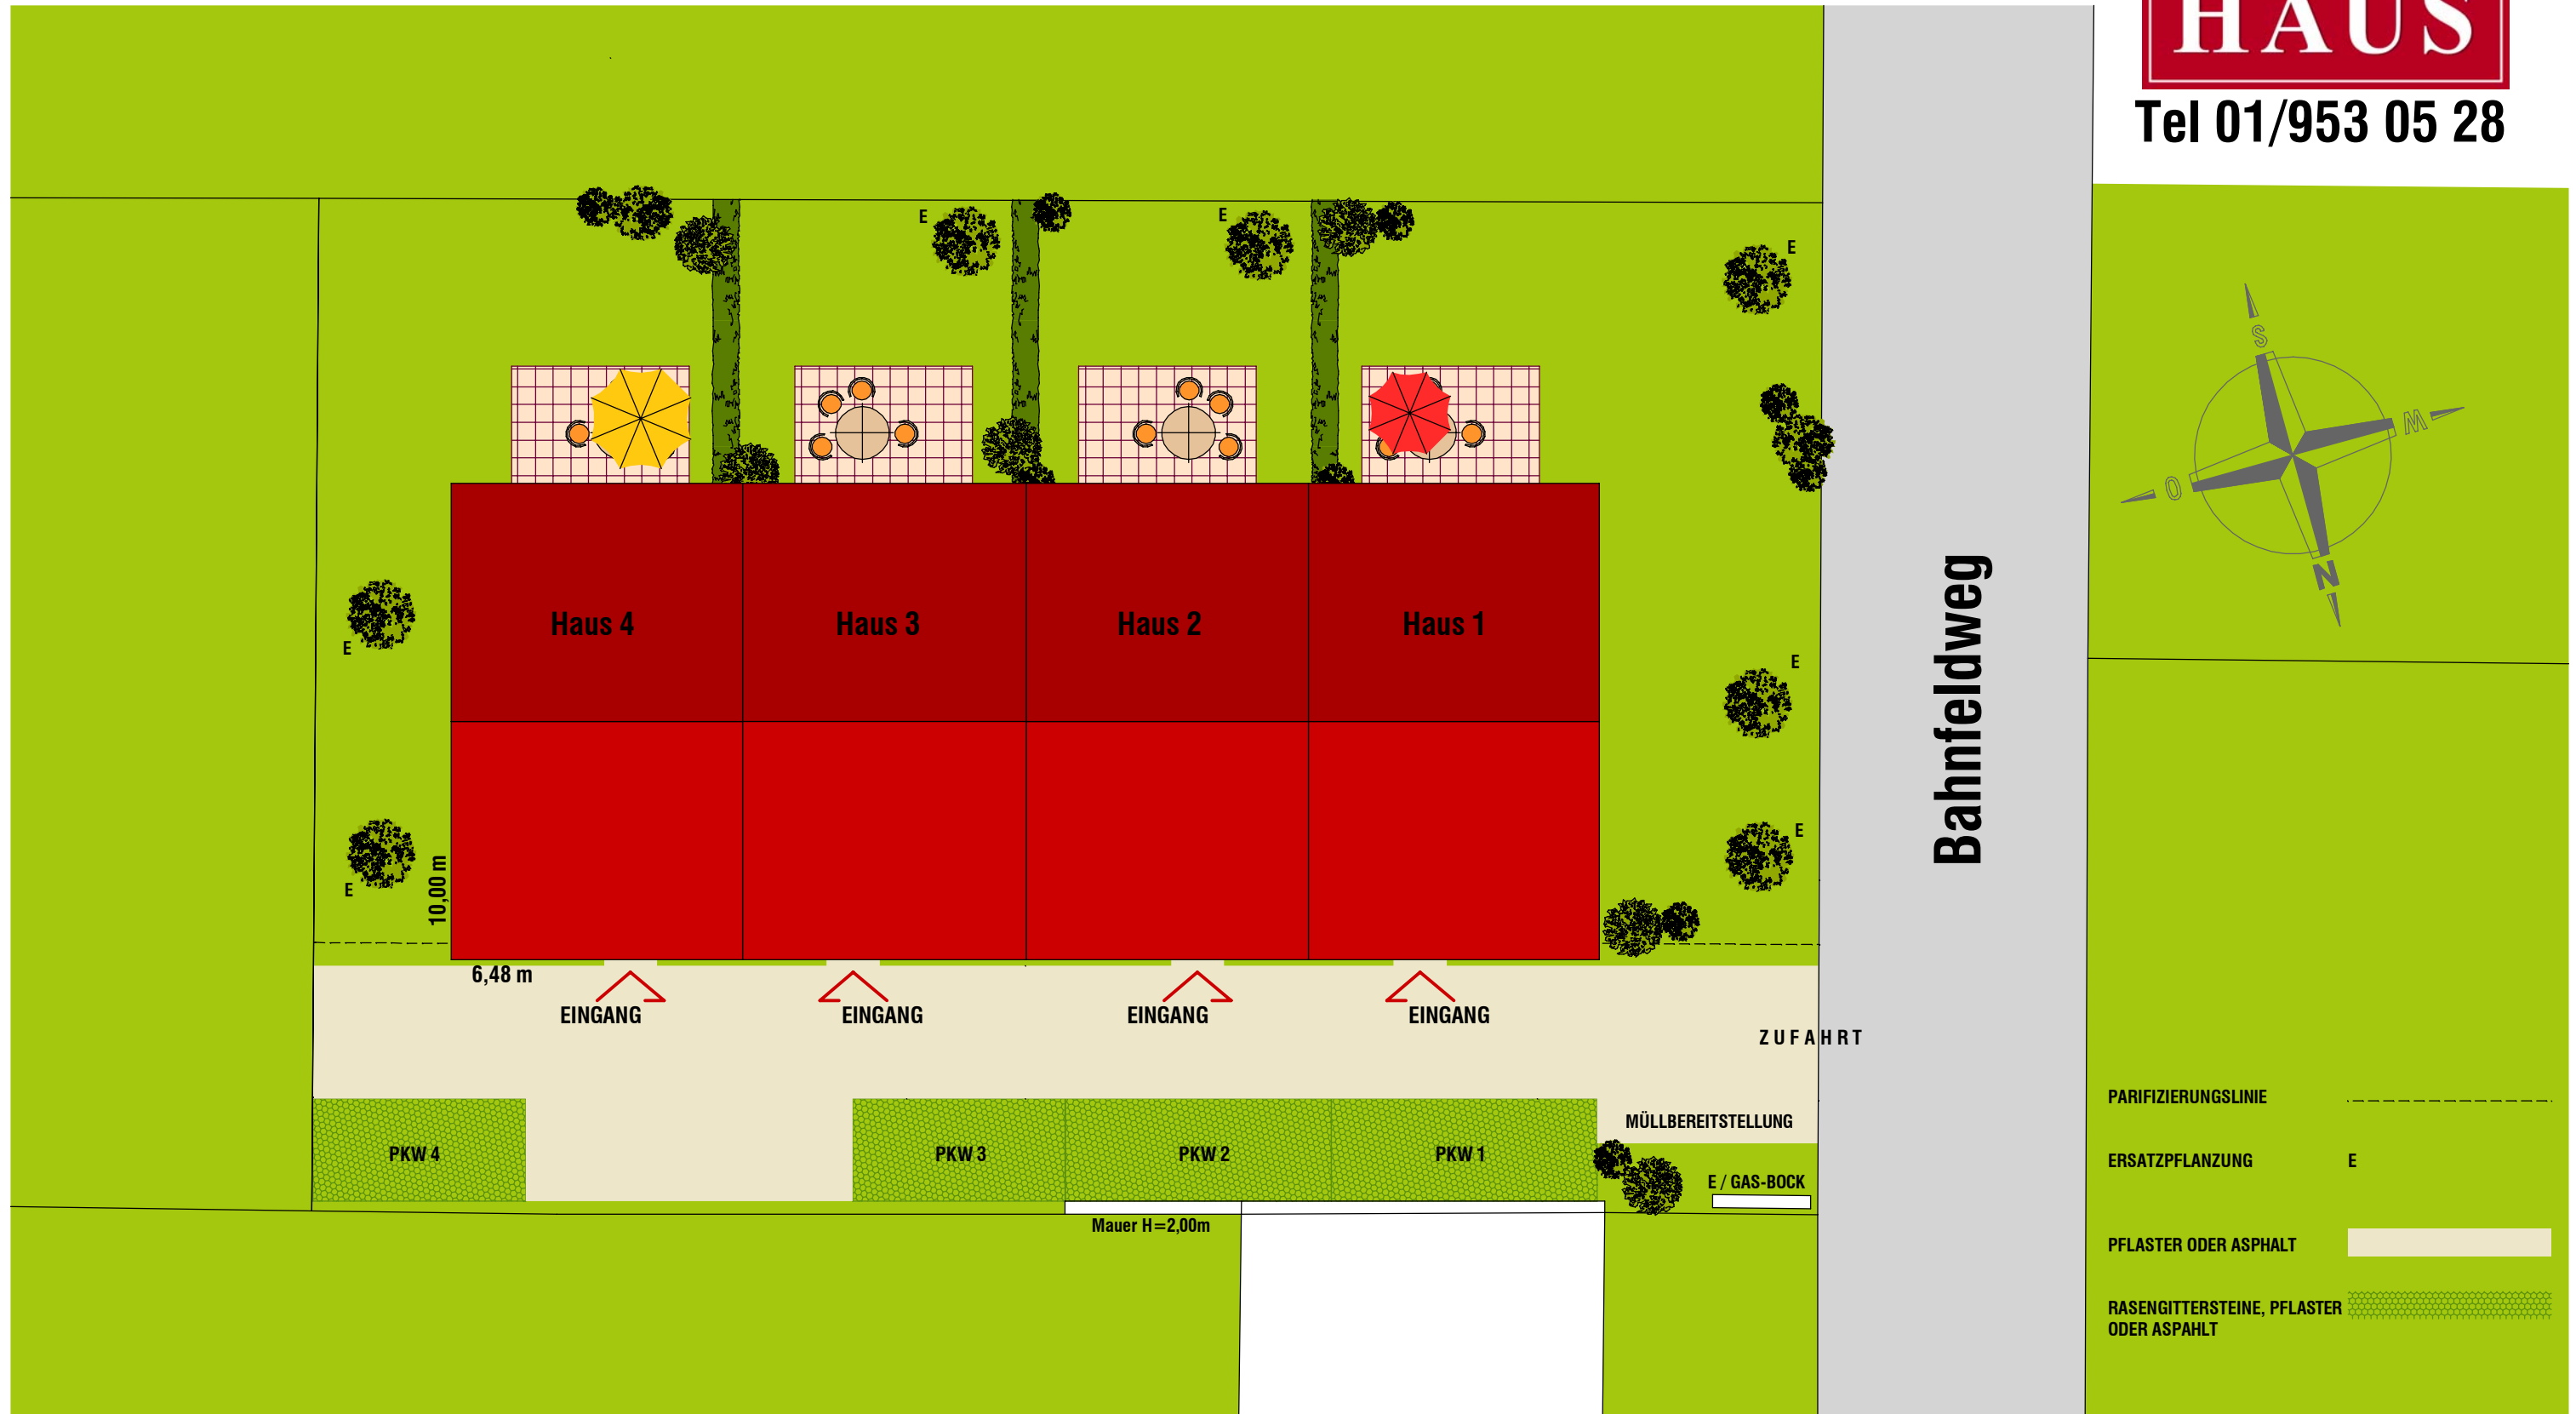 HAUS
Tel 01/953 05 28
E
E
E
S
W
O
N
Haus 4
Haus 3
Haus 2
Haus 1
Bahnfeldweg
E
E
E
E
10,00 m
6,48 m
EINGANG
EINGANG
EINGANG
EINGANG
ZUFAHRT
MÜLLBEREITSTELLUNG
PKW 4
PKW 3
PKW 2
PKW 1
E / GAS-BOCK
Mauer H=2,00m
PARIFIZIERUNGSLINIE
ERSATZPFLANZUNG E
PFLASTER ODER ASPHALT
RASENGITTERSTEINE, PFLASTER
ODER ASPAHLT